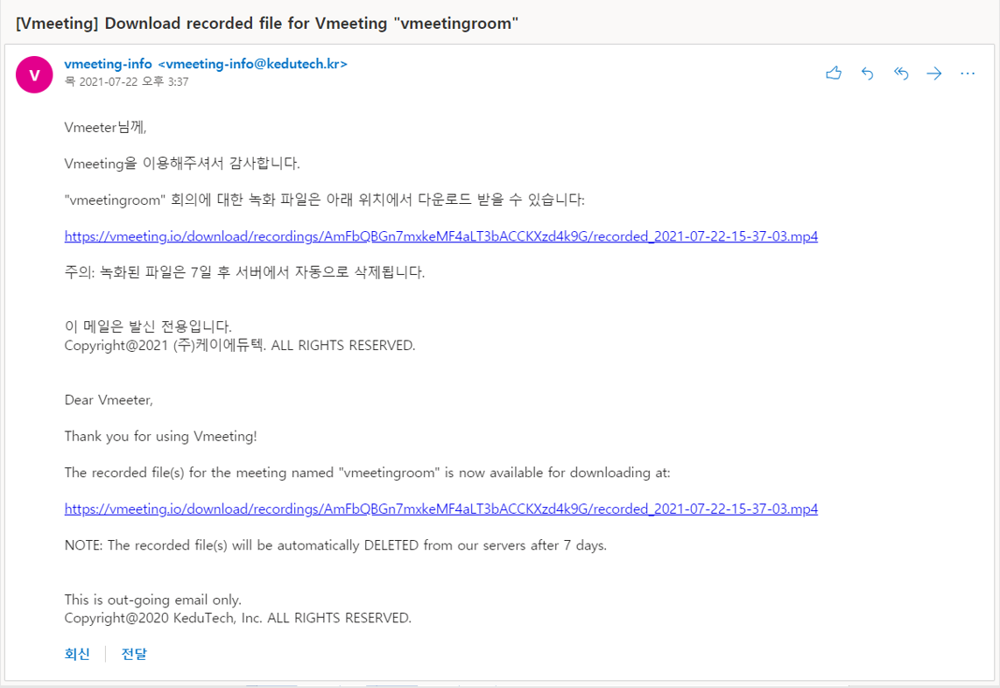 [Vmeeting] Download recorded file for Vmeeting "vmeetingroom"
V
vmeeting-info <vmeeting-info@kedutech.kr>
목 2021-07-22 오후 3:37
Vmeeter님께,
Vmeeting을 이용해주셔서 감사합니다.
"vmeetingroom" 회의에 대한 녹화 파일은 아래 위치에서 다운로드 받을 수 있습니다:
https://vmeeting.io/download/recordings/AmFbQBGn7mxkeMF4aLT3bACCKXzd4k9G/recorded_2021-07-22-15-37-03.mp4
주의: 녹화된 파일은 7일 후 서버에서 자동으로 삭제됩니다.
이 메일은 발신 전용입니다.
Copyright@2021 (주)케이에듀텍. ALL RIGHTS RESERVED.
Dear Vmeeter,
Thank you for using Vmeeting!
The recorded file(s) for the meeting named "vmeetingroom" is now available for downloading at:
https://vmeeting.io/download/recordings/AmFbQBGn7mxkeMF4aLT3bACCKXzd4k9G/recorded_2021-07-22-15-37-03.mp4
NOTE: The recorded file(s) will be automatically DELETED from our servers after 7 days.
This is out-going email only.
Copyright@2020 KeduTech, Inc. ALL RIGHTS RESERVED.
회신 | 전달